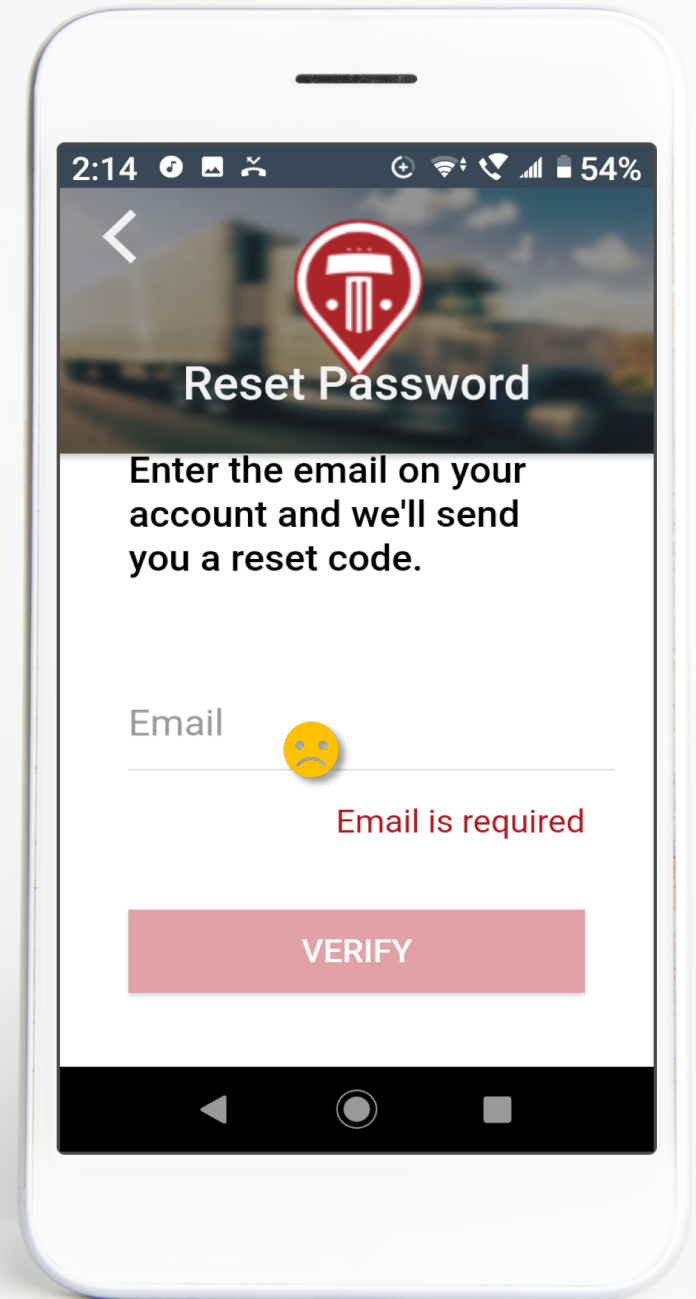 2:14
54%
Reset Password
Enter the email on your
account and we'll send
you a reset code.
Email
Email is required
VERIFY